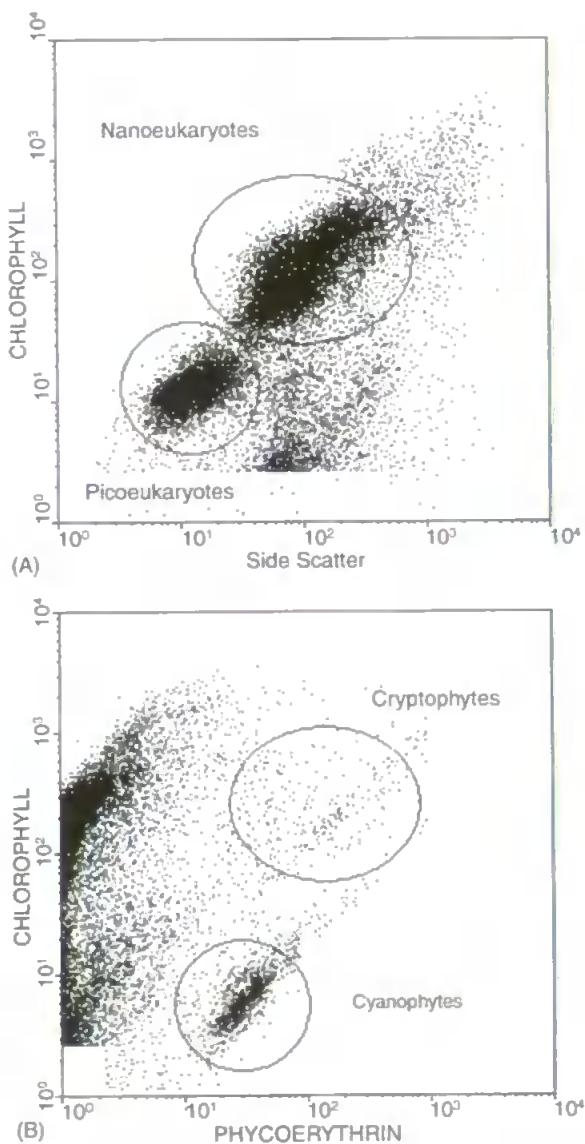 10⁴
10³
10²
10¹
10⁰
CHLOROPHYLL
Nanoeukaryotes
Picoeukaryotes
10⁰ 10¹ 10² 10³ 10⁴
Side Scatter
(A)
10⁴
10³
10²
10¹
10⁰
CHLOROPHYLL
Cryptophytes
Cyanophytes
10⁰ 10¹ 10² 10³ 10⁴
PHYCOERYTHRIN
(B)